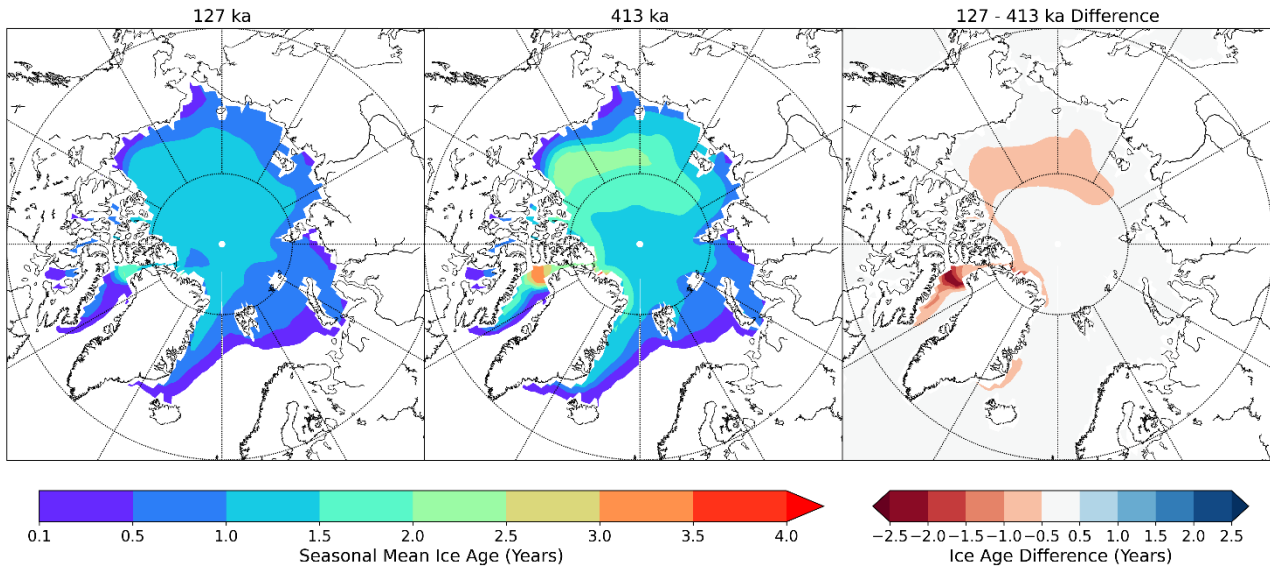 127 ka
413 ka
127 - 413 ka Difference
0.1 0.5 1.0 1.5 2.0 2.5 3.0 3.5 4.0
Seasonal Mean Ice Age (Years)
−2.5 −2.0 −1.5 −1.0 −0.5 0.5 1.0 1.5 2.0 2.5
Ice Age Difference (Years)